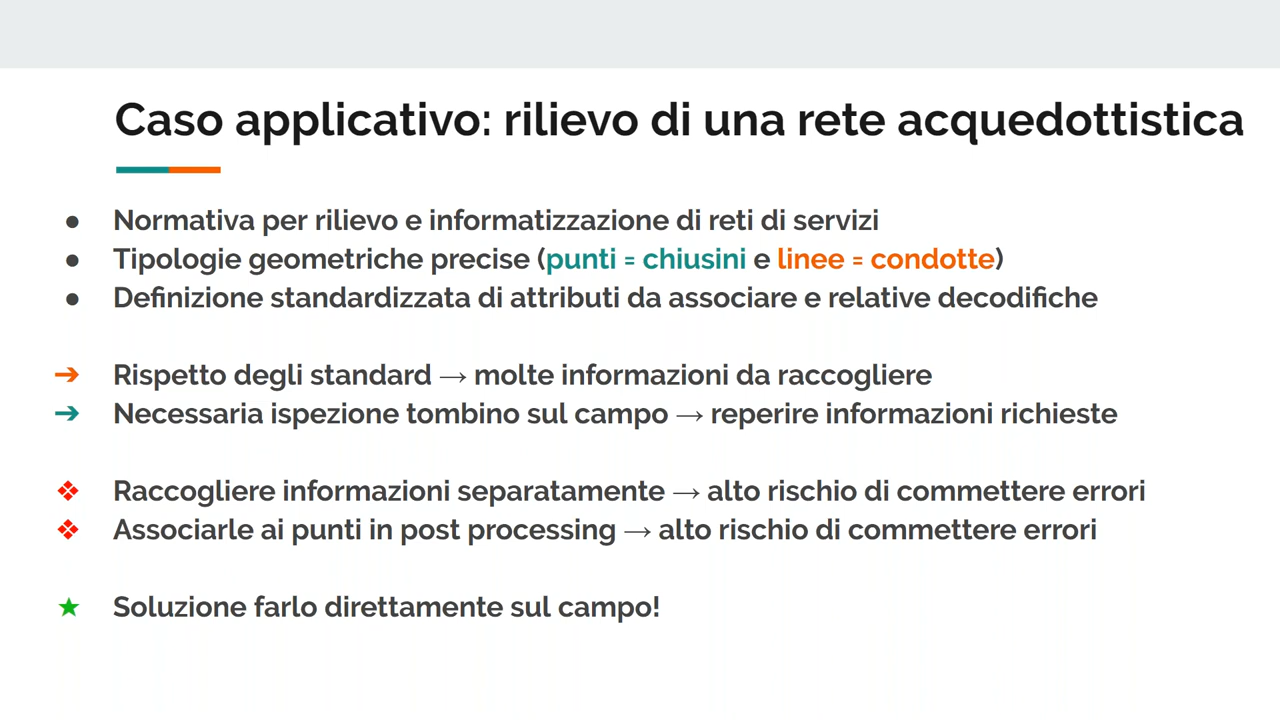 Caso applicativo: rilievo di una rete acquedottistica
● Normativa per rilievo e informatizzazione di reti di servizi
● Tipologie geometriche precise (punti = chiusini e linee = condotte)
● Definizione standardizzata di attributi da associare e relative decodifiche
➔ Rispetto degli standard → molte informazioni da raccogliere
➔ Necessaria ispezione tombino sul campo → reperire informazioni richieste
❖ Raccogliere informazioni separatamente → alto rischio di commettere errori
❖ Associarle ai punti in post processing → alto rischio di commettere errori
★ Soluzione farlo direttamente sul campo!